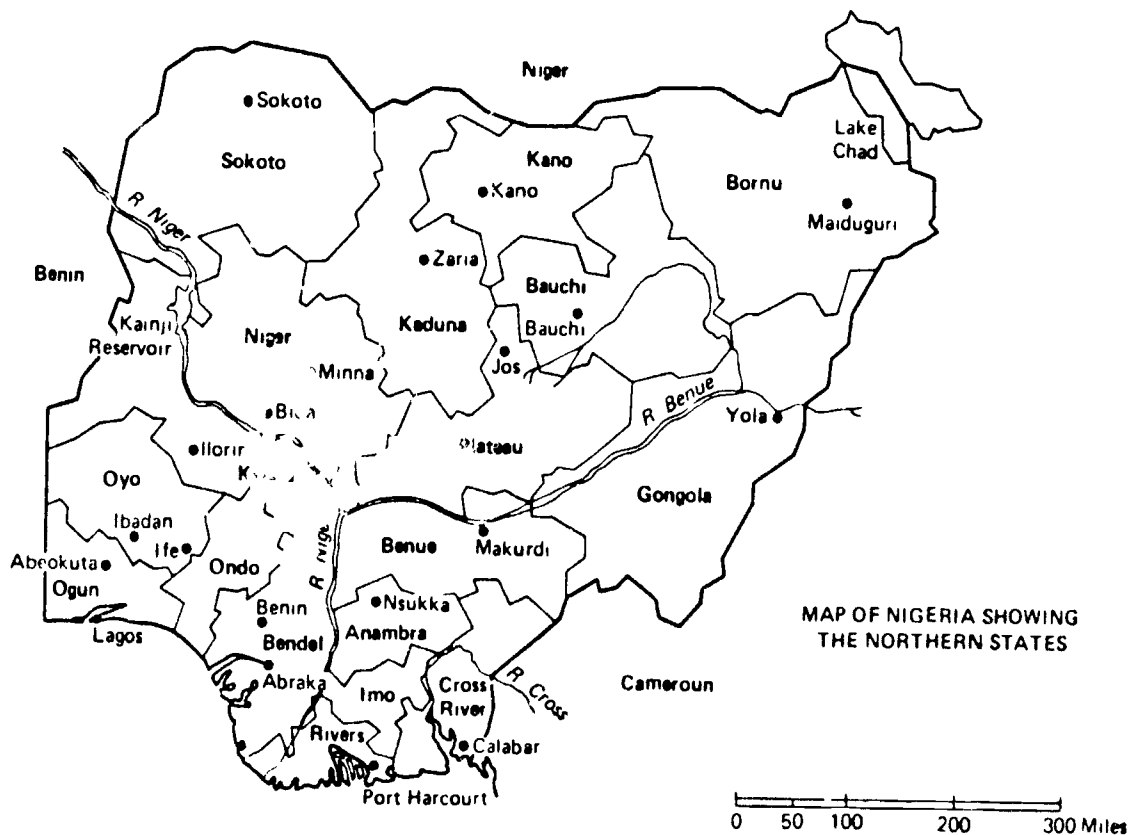 Niger
Sokoto
Sokoto
Kano
Kano
Lake
Chad
Bornu
Maiduguri
R Niger
Zaria
Benin
Bauchi
Bauchi
Kainji
Reservoir
Niger
Kaduna
Jos
Minna
R Benue
Yola
Plateau
Oyo
Gongola
Ibadan
Ife
Benue
Makurdi
Abeokuta
Ondo
Ogun
Nsukka
Benin
Lagos
Anambra
Bendel
MAP OF NIGERIA SHOWING
THE NORTHERN STATES
Abraka
Imo
Cross
River
R Cross
Cameroun
Rivers
Calabar
Port Harcourt
0 50 100 200 300 Miles